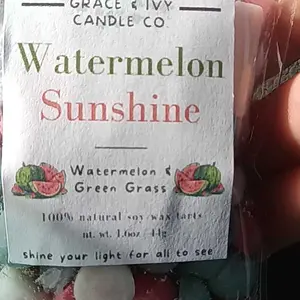 GRACE & IVY
CANDLE CO
Watermelon
Sunshine
Watermelon &
Green Grass
100% natural soy wax tarts
nt. wt. 1.6oz / 44g
shine your light for all to see